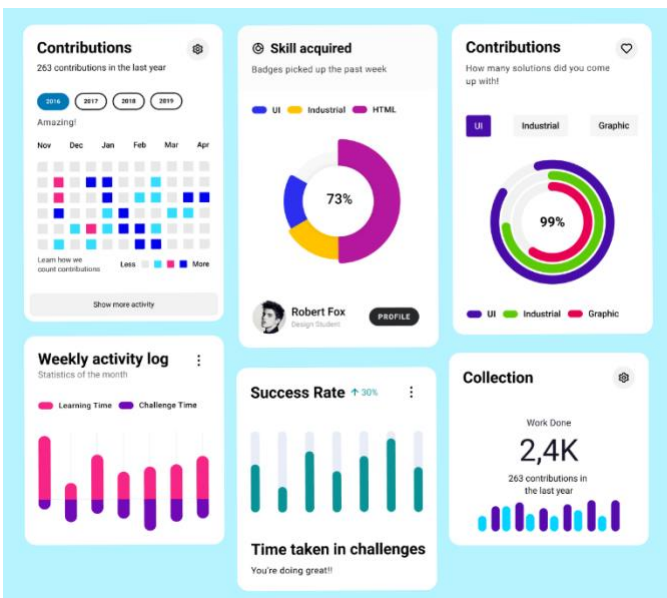 Contributions
263 contributions in the last year
2016 2017 2018 2019
Amazing!
Nov Dec Jan Feb Mar Apr
Learn how we
count contributions
Less More
Show more activity
Skill acquired
Badges picked up the past week
UI Industrial HTML
73%
Robert Fox
Design Student
PROFILE
Contributions
How many solutions did you come
up with!
UI Industrial Graphic
99%
UI Industrial Graphic
Weekly activity log
Statistics of the month
Learning Time Challenge Time
Success Rate ↑ 30%
Time taken in challenges
You're doing great!!
Collection
Work Done
2,4K
263 contributions in
the last year